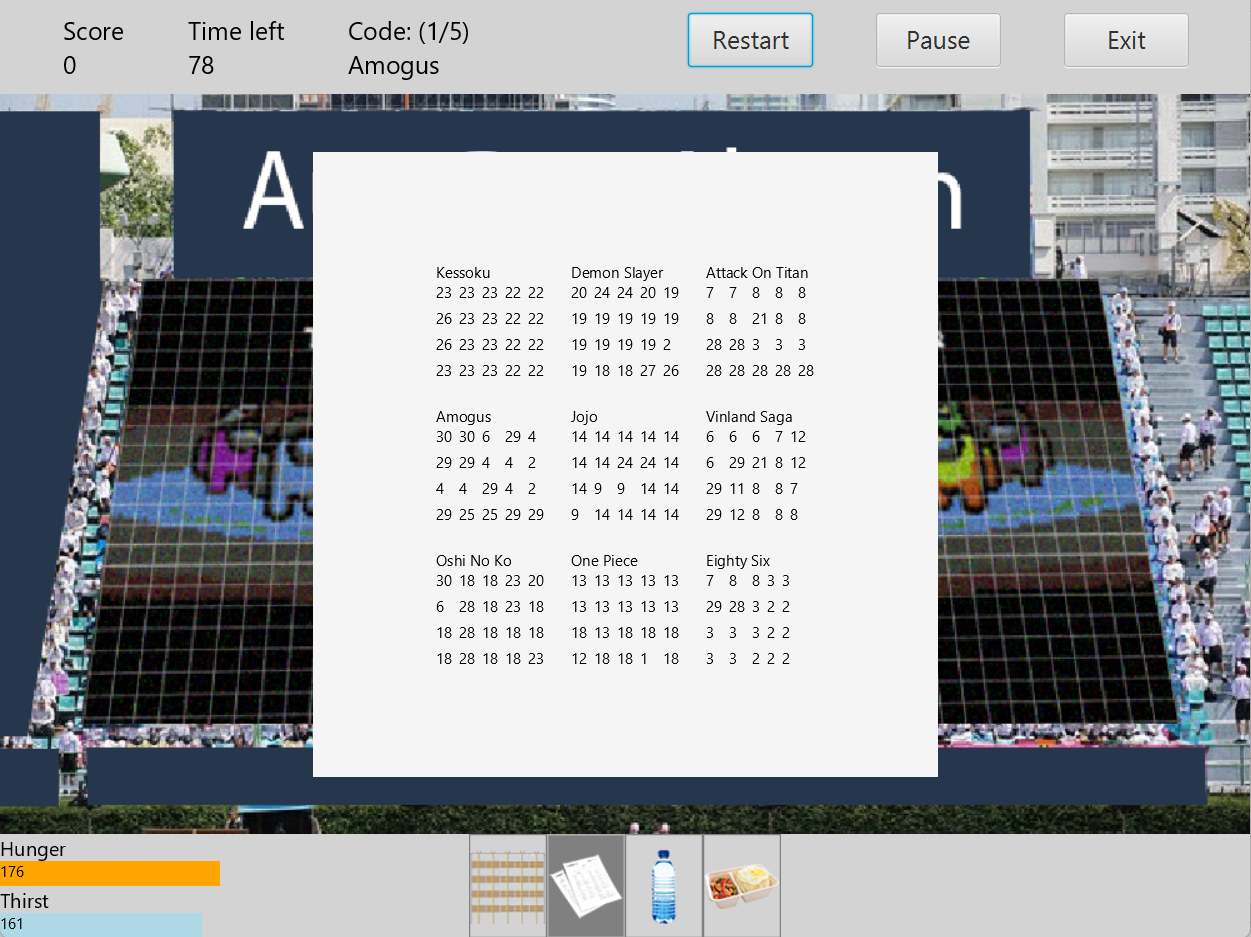 Score
Time left
Code: (1/5)
0
78
Amogus
Restart
Pause
Exit
Kessoku
23 23 23 22 22
26 23 23 22 22
26 23 23 22 22
23 23 23 22 22
Demon Slayer
20 24 24 20 19
19 19 19 19 19
19 19 19 19 2
19 18 18 27 26
Attack On Titan
7 7 8 8 8
8 8 21 8 8
28 28 3 3 3
28 28 28 28 28
Amogus
30 30 6 29 4
29 29 4 4 2
4 4 29 4 2
29 25 25 29 29
Jojo
14 14 14 14 14
14 14 24 24 14
14 9 9 14 14
9 14 14 14 14
Vinland Saga
6 6 6 7 12
6 29 21 8 12
29 11 8 8 7
29 12 8 8 8
Oshi No Ko
30 18 18 23 20
6 28 18 23 18
18 28 18 18 18
18 28 18 18 23
One Piece
13 13 13 13 13
13 13 13 13 13
18 13 18 18 18
12 18 18 1 18
Eighty Six
7 8 8 3 3
29 28 3 2 2
3 3 3 2 2
3 3 2 2 2
Hunger
176
Thirst
161